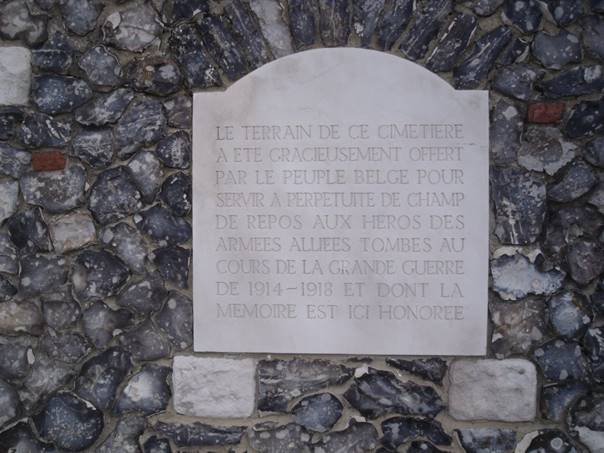 LE TERRAIN DE CE CIMETIERE
A ETE GRACIEUSEMENT OFFERT
PAR LE PEUPLE BELGE POUR
SERVIR A PERPETUITE DE CHAMP
DE REPOS AUX HEROS DES
ARMEES ALLIEES TOMBES AU
COURS DE LA GRANDE GUERRE
DE 1914-1918 ET DONT LA
MEMOIRE EST ICI HONOREE